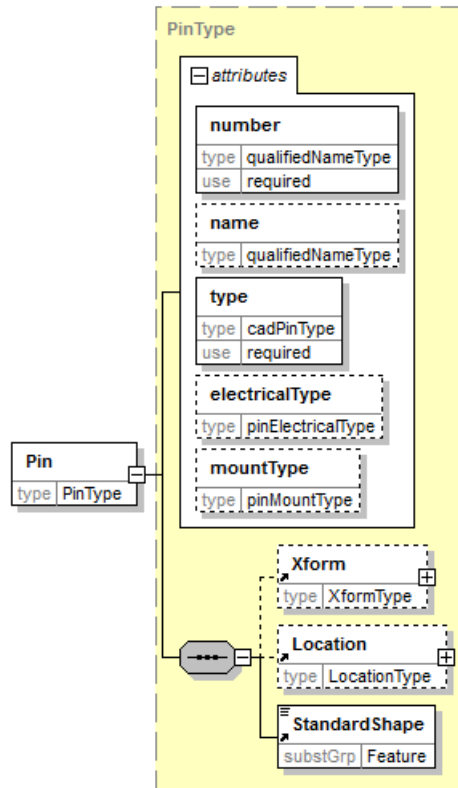 PinType
attributes
number
type qualifiedNameType
use required
name
type qualifiedNameType
type
type cadPinType
use required
electricalType
type pinElectricalType
mountType
type pinMountType
Pin
type PinType
Xform
type XformType
Location
type LocationType
StandardShape
substGrp Feature